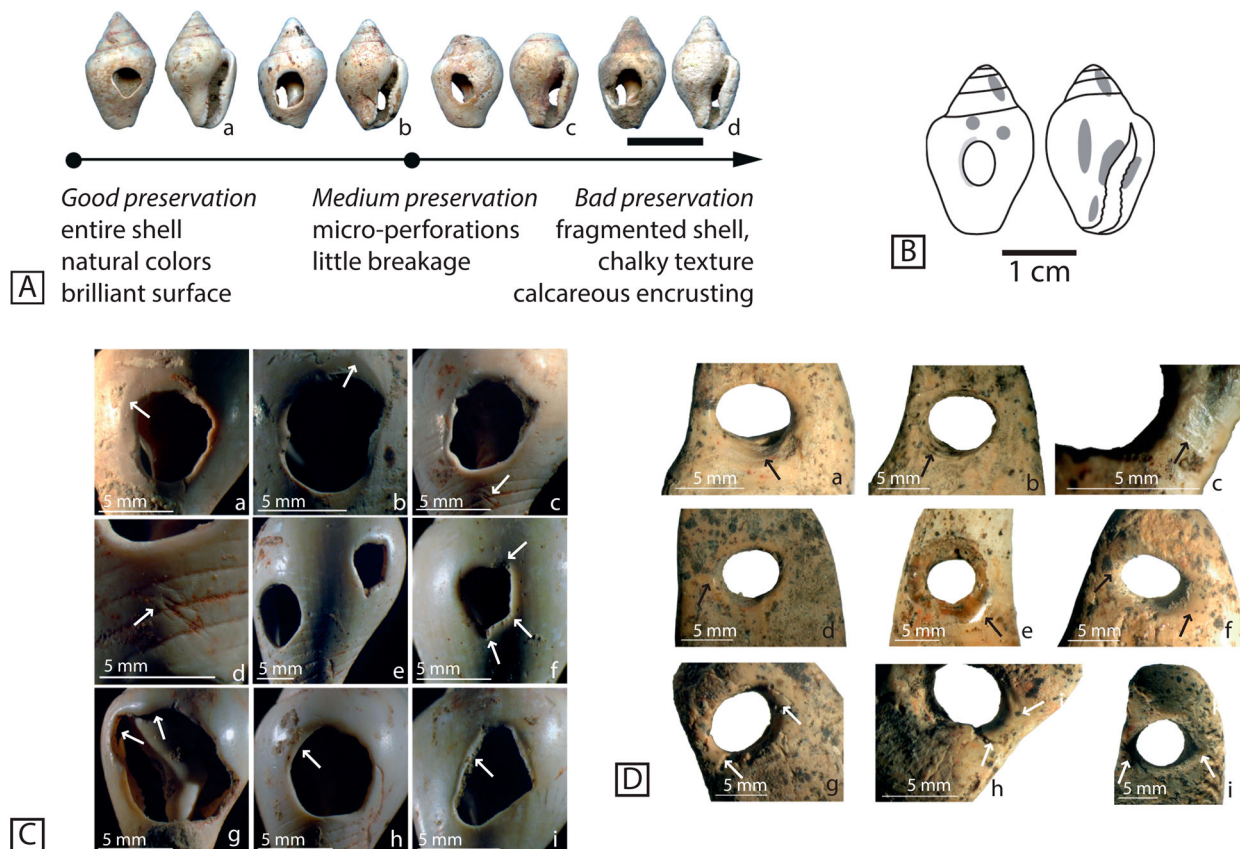 a
b
c
d
Good preservation
entire shell
natural colors
brilliant surface
Medium preservation
micro-perforations
little breakage
Bad preservation
fragmented shell,
chalky texture
calcareous encrusting
A
B
1 cm
5 mm
a
5 mm
b
5 mm
c
5 mm
d
5 mm
e
5 mm
f
5 mm
g
5 mm
h
5 mm
i
C
5 mm
a
5 mm
b
5 mm
c
5 mm
d
5 mm
e
5 mm
f
5 mm
g
5 mm
h
5 mm
i
D